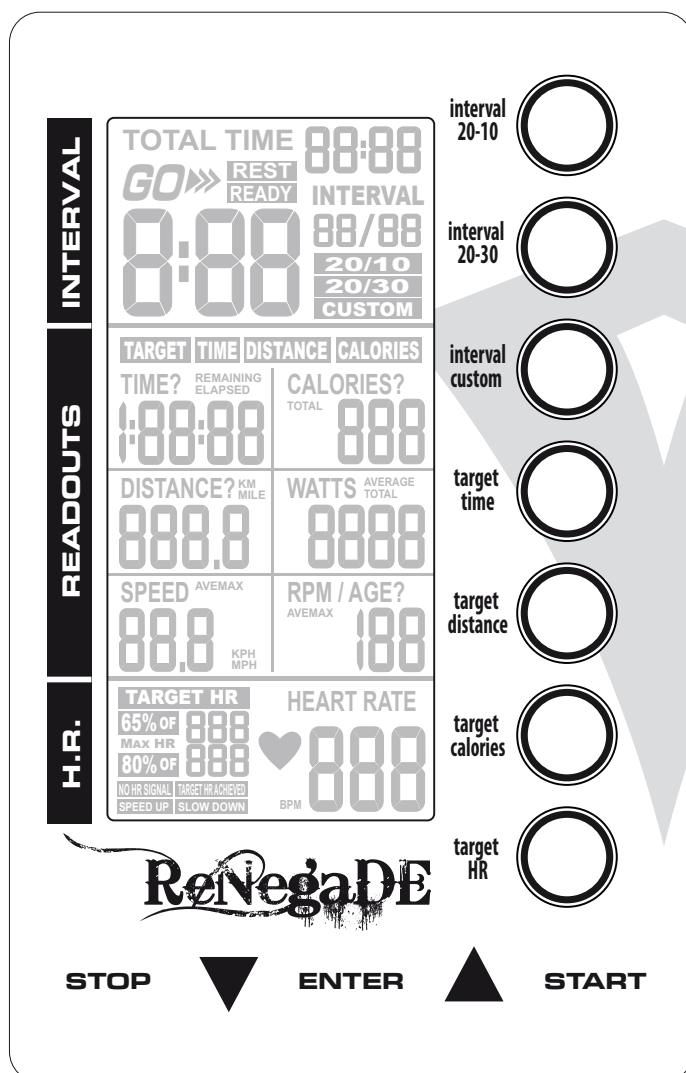 INTERVAL
TOTAL TIME 88:88
GO REST
READY
INTERVAL
8:88 88/88
20/10
20/30
CUSTOM
READOUTS
TARGET TIME DISTANCE CALORIES
TIME? REMAINING
ELAPSED
1:88:88
CALORIES?
TOTAL 888
DISTANCE? KM
MILE
888.8
WATTS AVERAGE
TOTAL
8888
SPEED AVEMAX
88.8 KPH
MPH
RPM / AGE?
AVEMAX 188
H.R.
TARGET HR
65% OF 888
MAX HR
80% OF 888
NO HR SIGNAL TARGET HR ACHIEVED
SPEED UP SLOW DOWN
HEART RATE
BPM 888
interval
20-10
interval
20-30
interval
custom
target
time
target
distance
target
calories
target
HR
ReNegaDE
STOP ENTER START